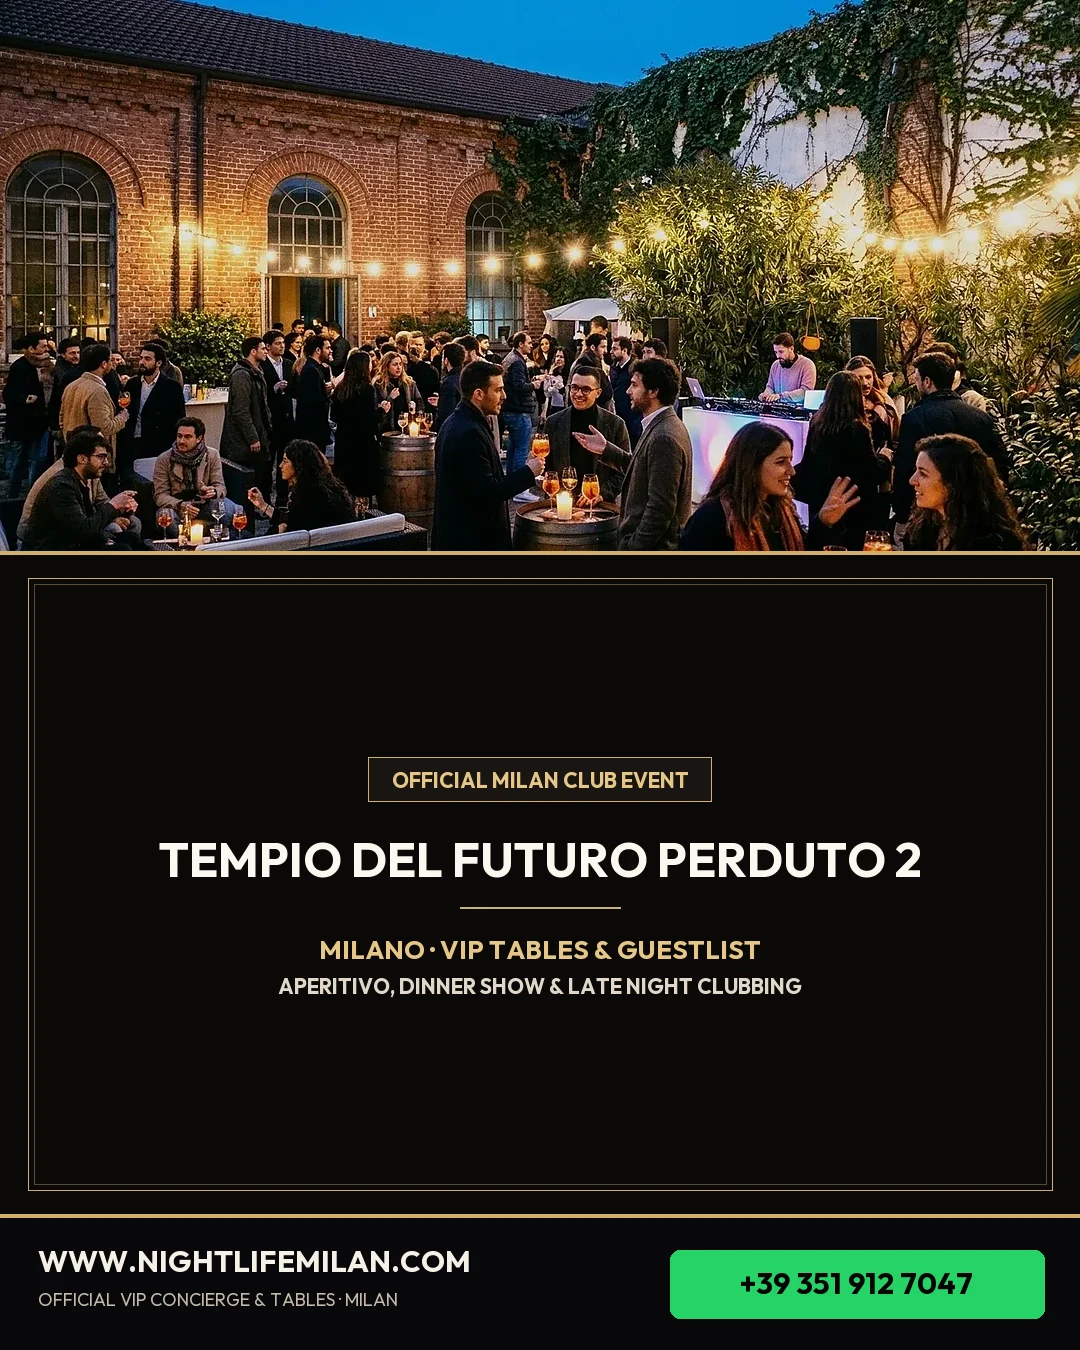 OFFICIAL MILAN CLUB EVENT
TEMPIO DEL FUTURO PERDUTO 2
MILANO · VIP TABLES & GUESTLIST
APERITIVO, DINNER SHOW & LATE NIGHT CLUBBING
WWW.NIGHTLIFEMILAN.COM
OFFICIAL VIP CONCIERGE & TABLES · MILAN
+39 351 912 7047